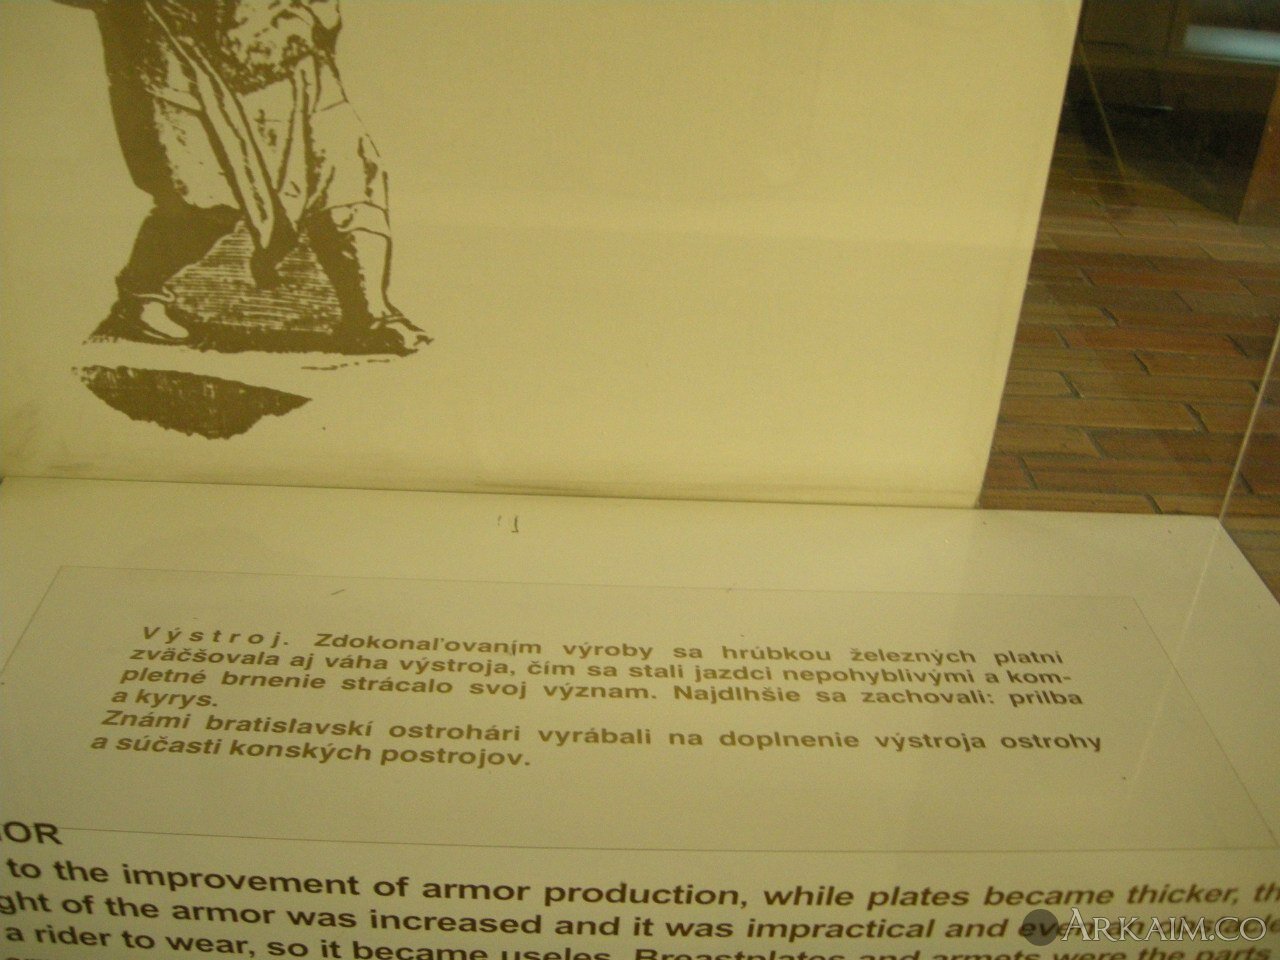 Výstroj. Zdokonaľovaním výroby sa hrúbkou železných platní
zväčšovala aj váha výstroja, čím sa stali jazdci nepohyblivými a kom-
pletné brnenie strácalo svoj význam. Najdlhšie sa zachovali: prilba
a kyrys.
Známi bratislavskí ostrohári vyrábali na doplnenie výstroja ostrohy
a súčasti konských postrojov.
to the improvement of armor production, while plates became thicker,
of the armor was increased and it was impractical and even an
a rider to wear, so it became useles. Breastplates and armets were the parts
ARKAIM.CO